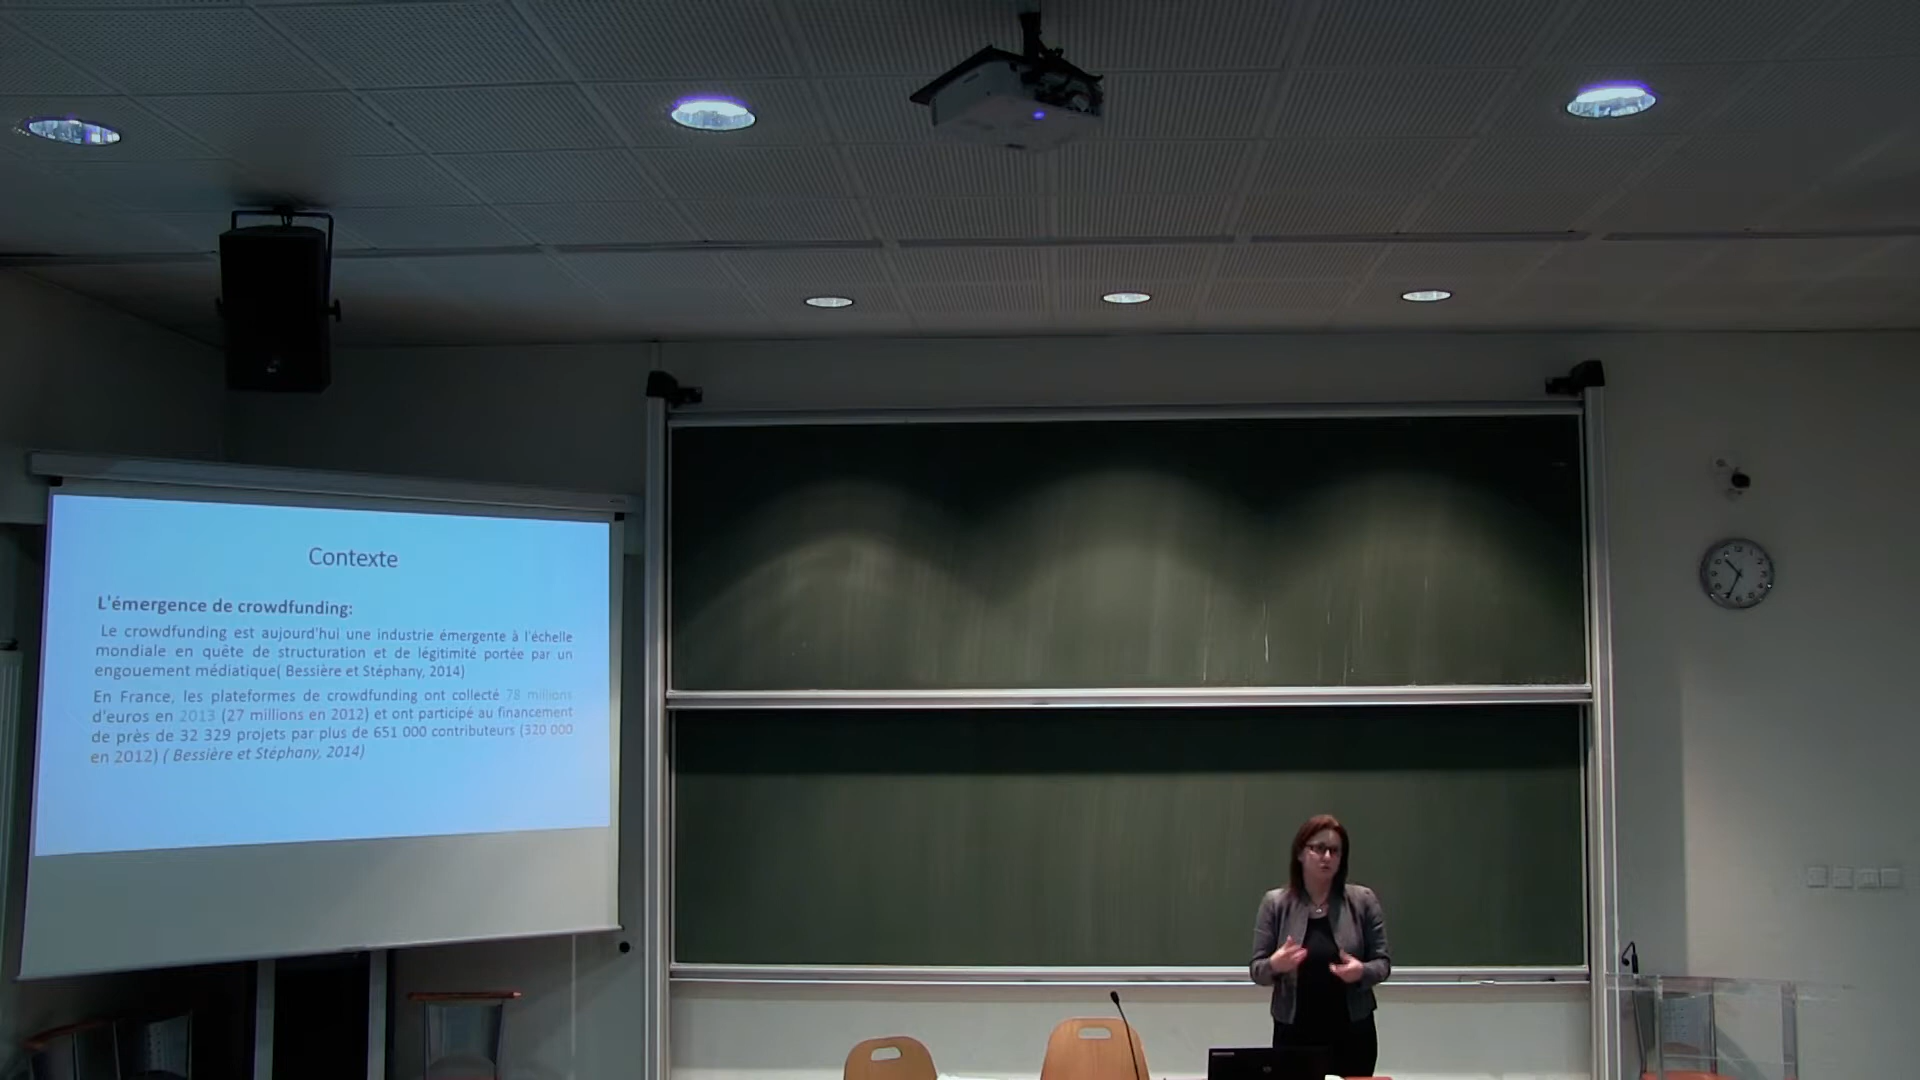 Contexte
L'émergence de crowdfunding:
Le crowdfunding est aujourd'hui une industrie émergente à l'échelle
mondiale en quête de structuration et de légitimité portée par un
engouement médiatique( Bessière et Stéphany, 2014)
En France, les plateformes de crowdfunding ont collecté 78 millions
d'euros en 2013 (27 millions en 2012) et ont participé au financement
de près de 32 329 projets par plus de 651 000 contributeurs (320 000
en 2012) ( Bessière et Stéphany, 2014)